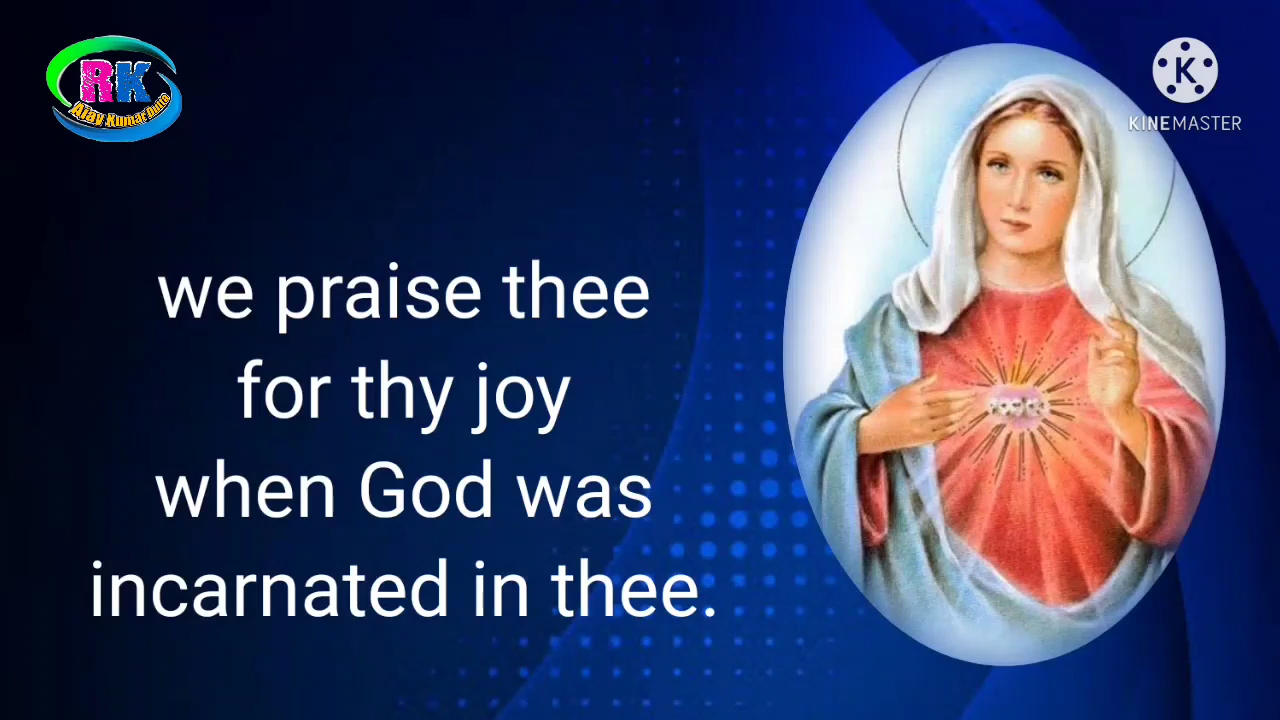 RK
Ajay Kumar
KINEMASTER
we praise thee
for thy joy
when God was
incarnated in thee.